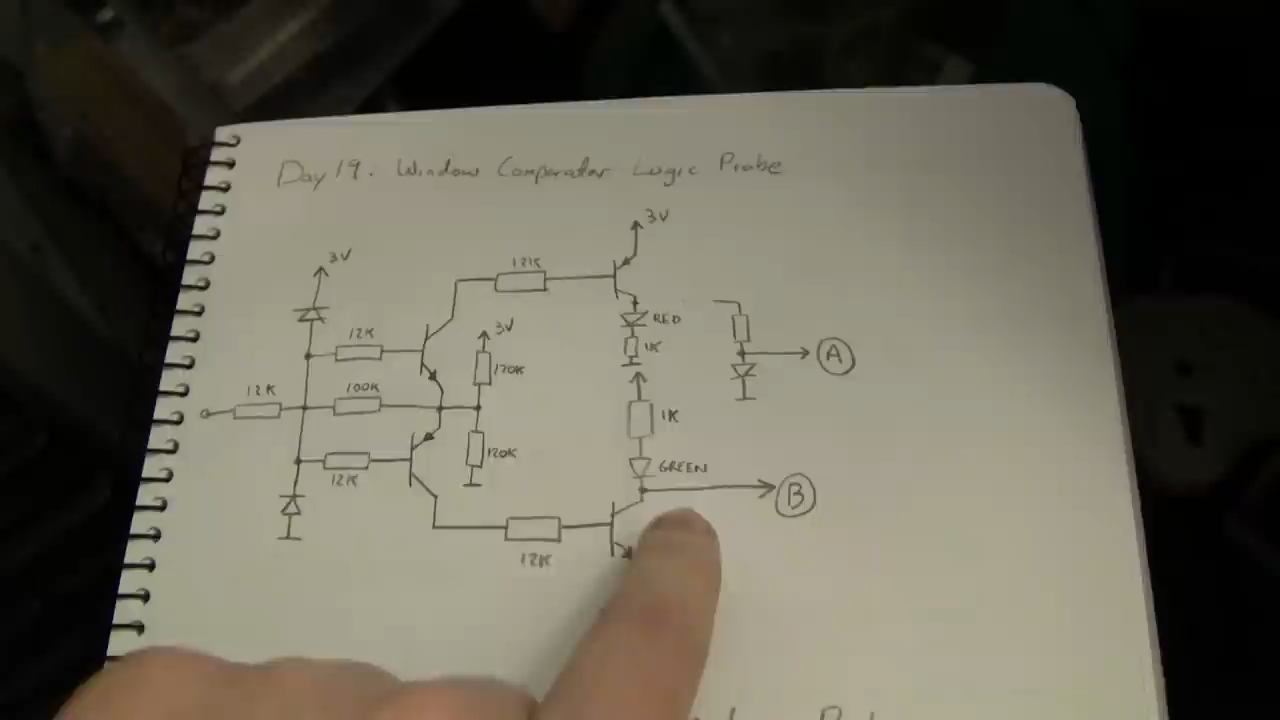 Day 19. Window Comparator Logic Probe
3V
3V
12K
3V
RED
12K
1K
120K
A
100K
12K
1K
120K
GREEN
12K
B
12K